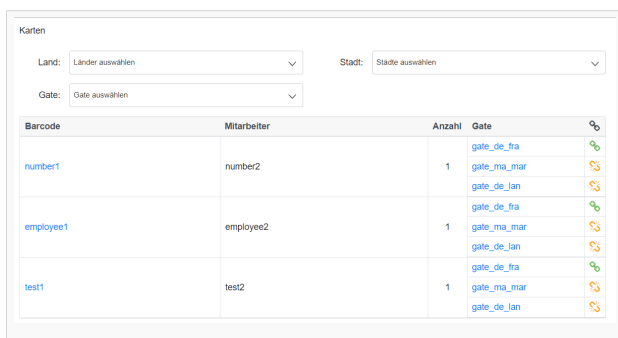 Karten
Land: Länder auswählen Stadt: Städte auswählen
Gate: Gate auswählen
Barcode Mitarbeiter Anzahl Gate
gate_de_fra
number1 number2 1 gate_ma_mar
gate_de_lan
gate_de_fra
employee1 employee2 1 gate_ma_mar
gate_de_lan
gate_de_fra
test1 test2 1 gate_ma_mar
gate_de_lan